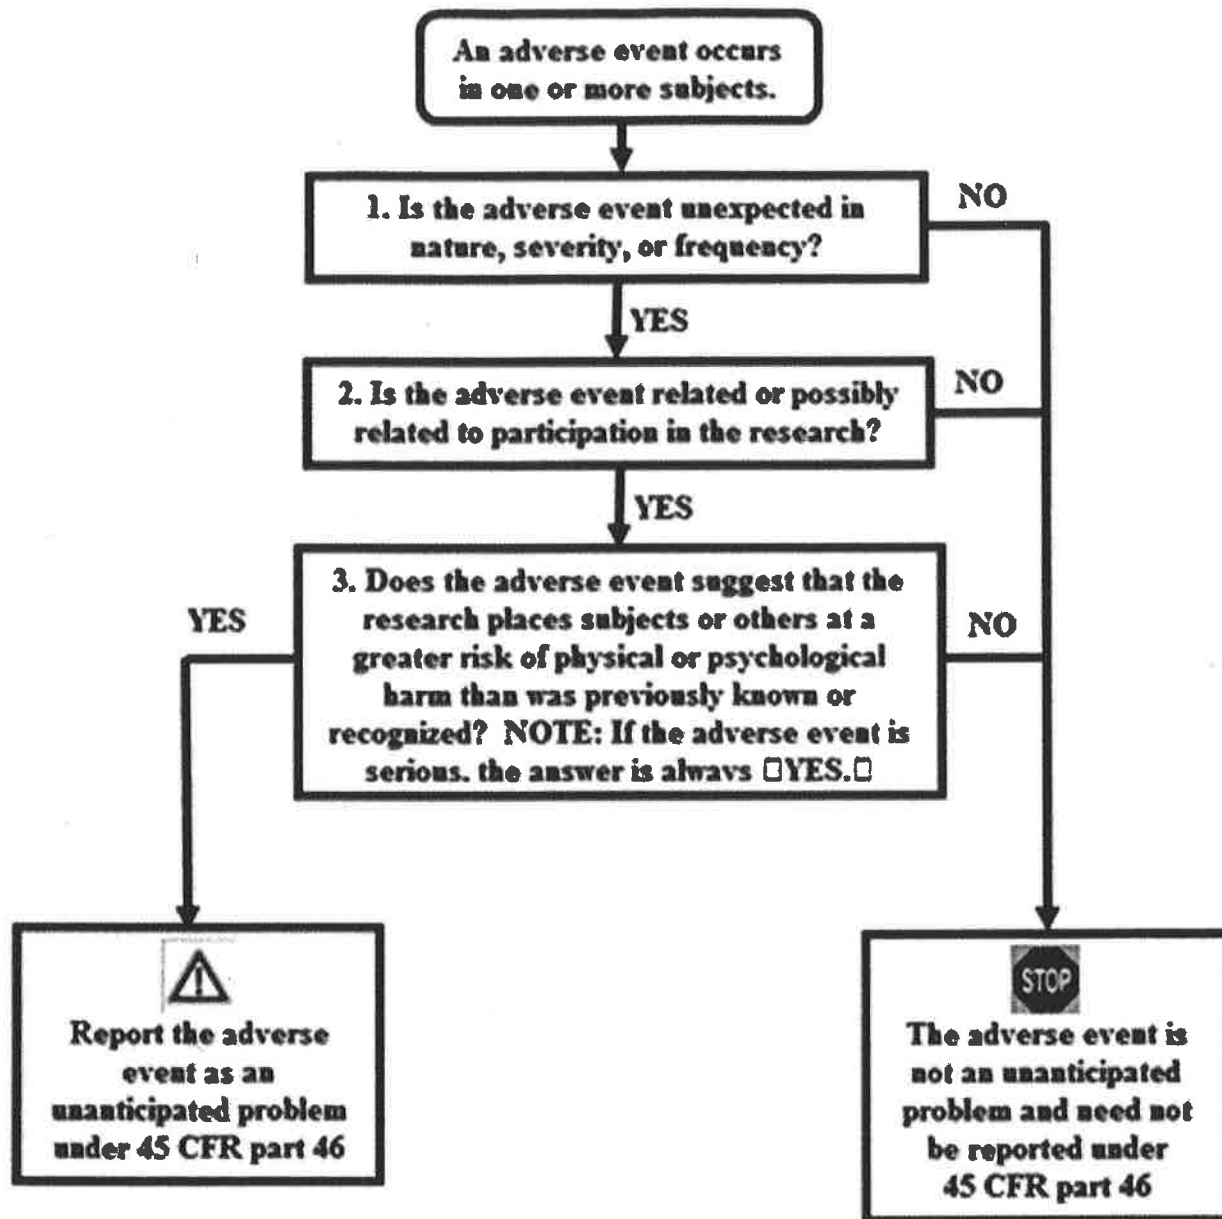 An adverse event occurs
in one or more subjects.
1. Is the adverse event unexpected in
nature, severity, or frequency?
NO
YES
2. Is the adverse event related or possibly
related to participation in the research?
NO
YES
3. Does the adverse event suggest that the
research places subjects or others at a
greater risk of physical or psychological
harm than was previously known or
recognized? NOTE: If the adverse event is
serious, the answer is always □YES.□
YES
NO
Report the adverse
event as an
unanticipated problem
under 45 CFR part 46
STOP
The adverse event is
not an unanticipated
problem and need not
be reported under
45 CFR part 46